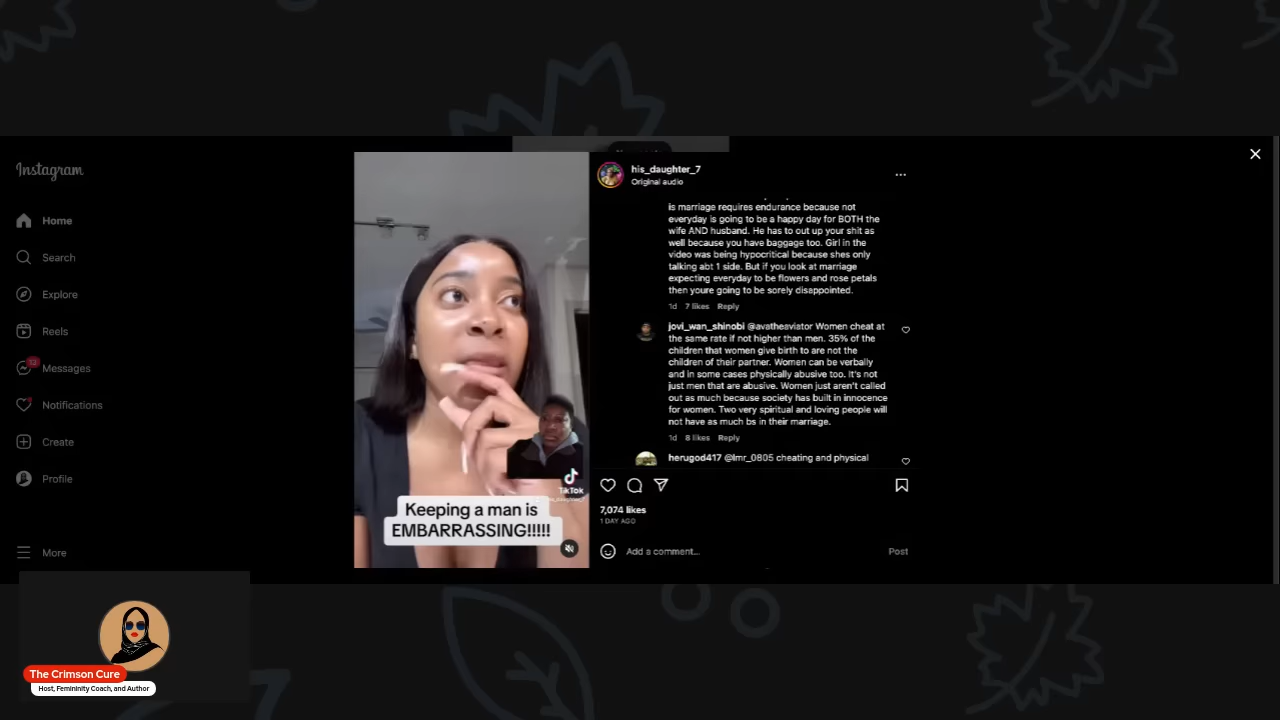 Instagram
Home
Search
Explore
Reels
Messages
Notifications
Create
Profile
More
Keeping a man is
EMBARRASSING!!!!!
TikTok
his_daughter_7
Original audio
is marriage requires endurance because not
everyday is going to be a happy day for BOTH the
wife AND husband. He has to out up your shit as
well because you have baggage too. Girl in the
video was being hypocritical because shes only
talking abt 1 side. But if you look at marriage
expecting everyday to be flowers and rose petals
then youre going to be sorely disappointed.
1d 7 likes Reply
jovi_wan_shinobi @avatheaviator Women cheat at
the same rate if not higher than men. 35% of the
children that women give birth to are not the
children of their partner. Women can be verbally
and in some cases physically abusive too. It's not
just men that are abusive. Women just aren't called
out as much because society has built in innocence
for women. Two very spiritual and loving people will
not have as much bs in their marriage.
1d 8 likes Reply
herugod417 @lmr_0805 cheating and physical
7,074 likes
1 DAY AGO
Add a comment...
Post
The Crimson Cure
Host, Femininity Coach, and Author